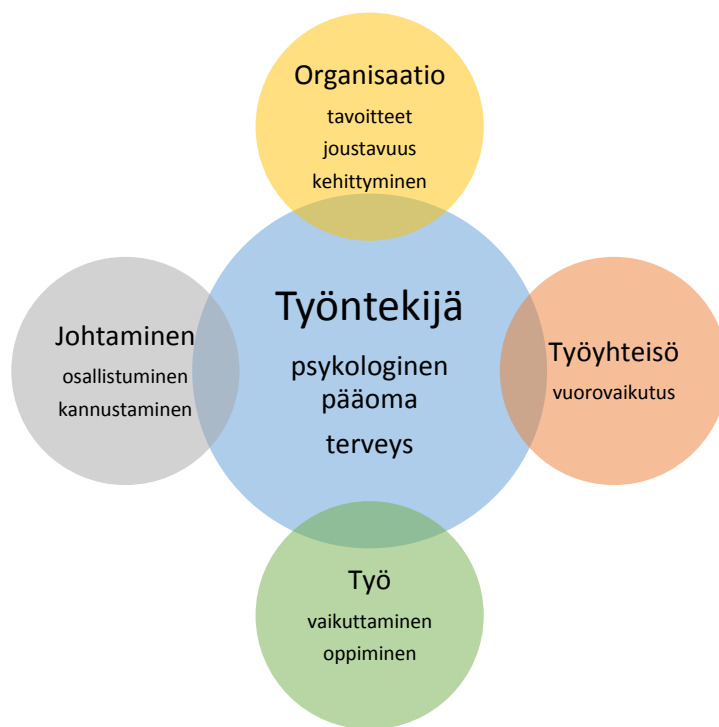 Organisaatio
tavoitteet
joustavuus
kehittyminen
Johtaminen
osallistuminen
kannustaminen
Työntekijä
psykologinen
pääoma
terveys
Työyhteisö
vuorovaikutus
Työ
vaikuttaminen
oppiminen